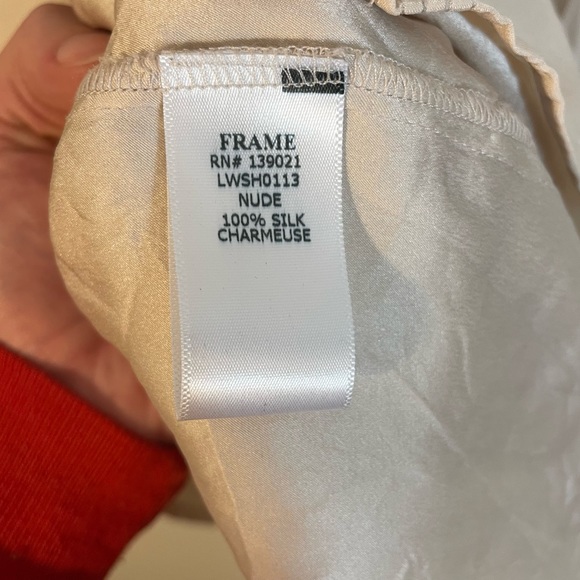 FRAME
RN# 139021
LWSH0113
NUDE
100% SILK
CHARMEUSE